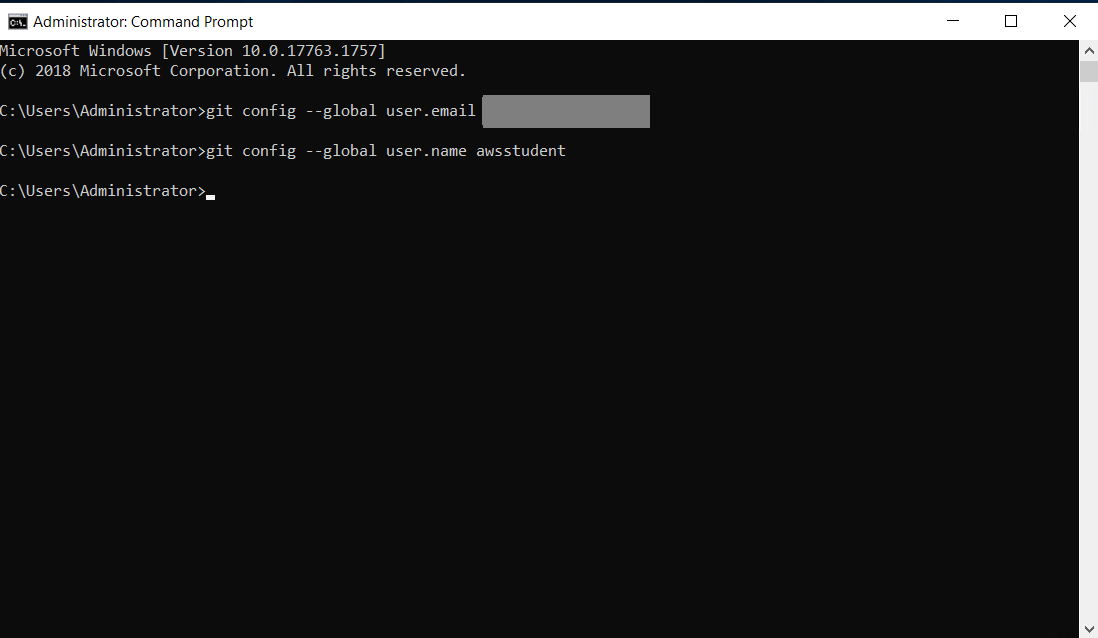 Administrator: Command Prompt
Microsoft Windows [Version 10.0.17763.1757]
(c) 2018 Microsoft Corporation. All rights reserved.
C:\Users\Administrator>git config --global user.email
C:\Users\Administrator>git config --global user.name awsstudent
C:\Users\Administrator>